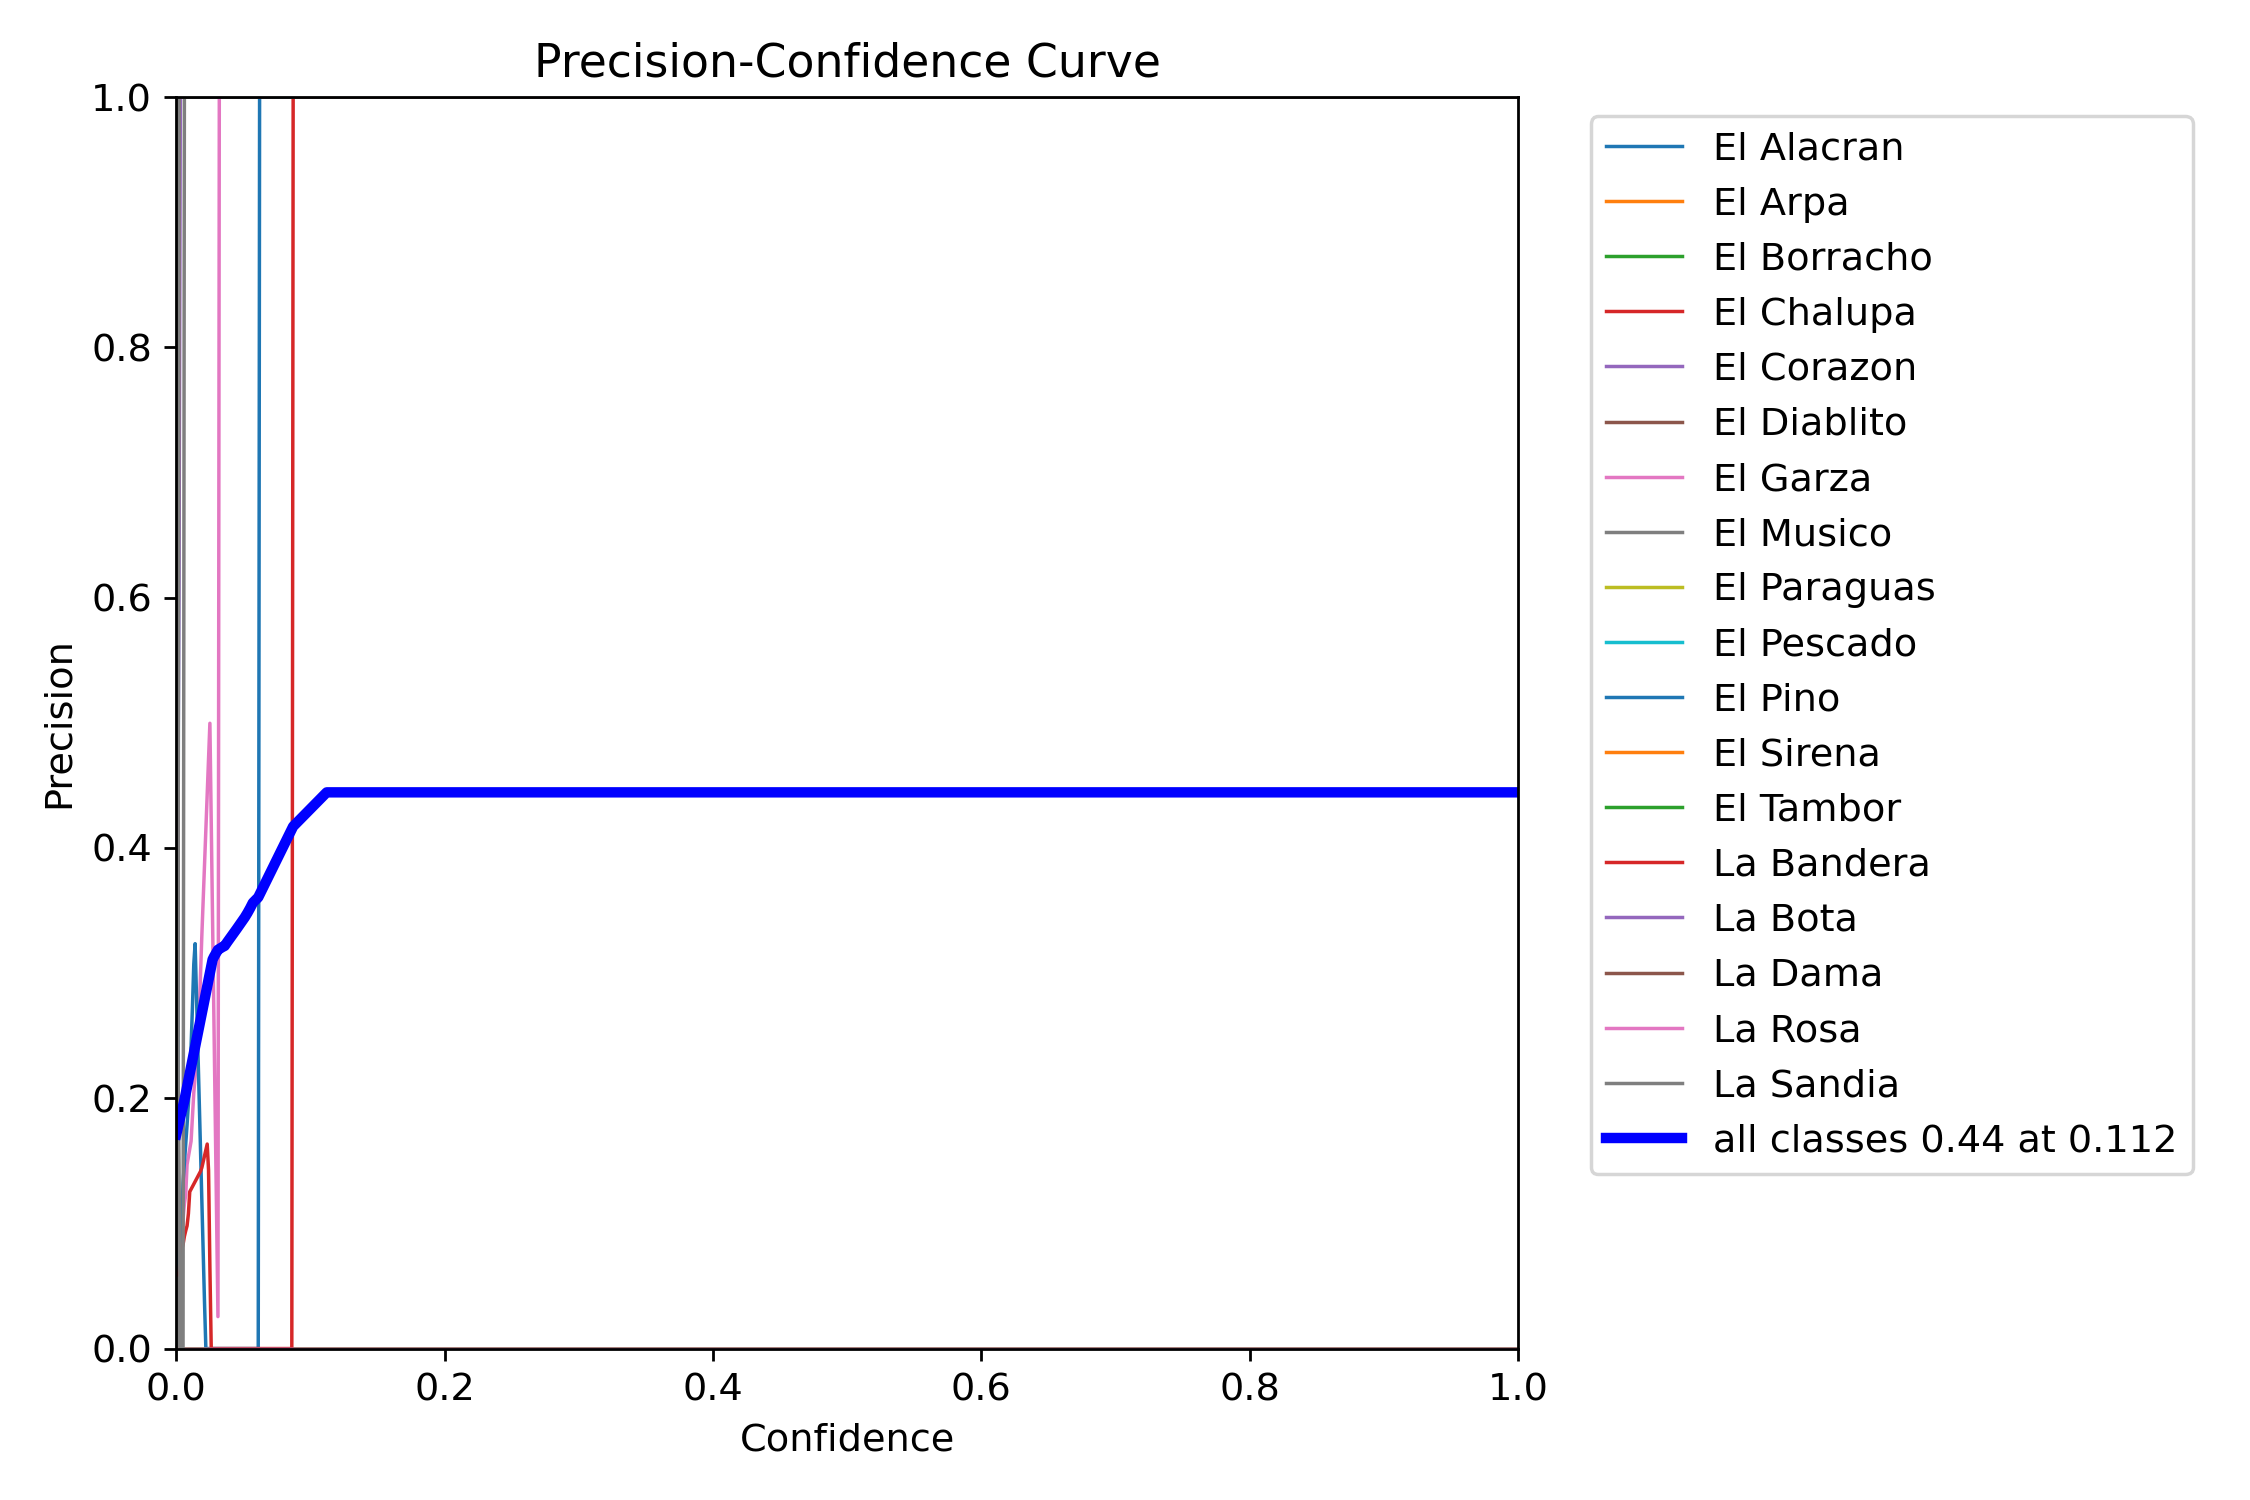 Precision-Confidence Curve
1.0
0.8
0.6
0.4
0.2
0.0
Precision
0.0 0.2 0.4 0.6 0.8 1.0
Confidence
El Alacran
El Arpa
El Borracho
El Chalupa
El Corazon
El Diablito
El Garza
El Musico
El Paraguas
El Pescado
El Pino
El Sirena
El Tambor
La Bandera
La Bota
La Dama
La Rosa
La Sandia
all classes 0.44 at 0.112